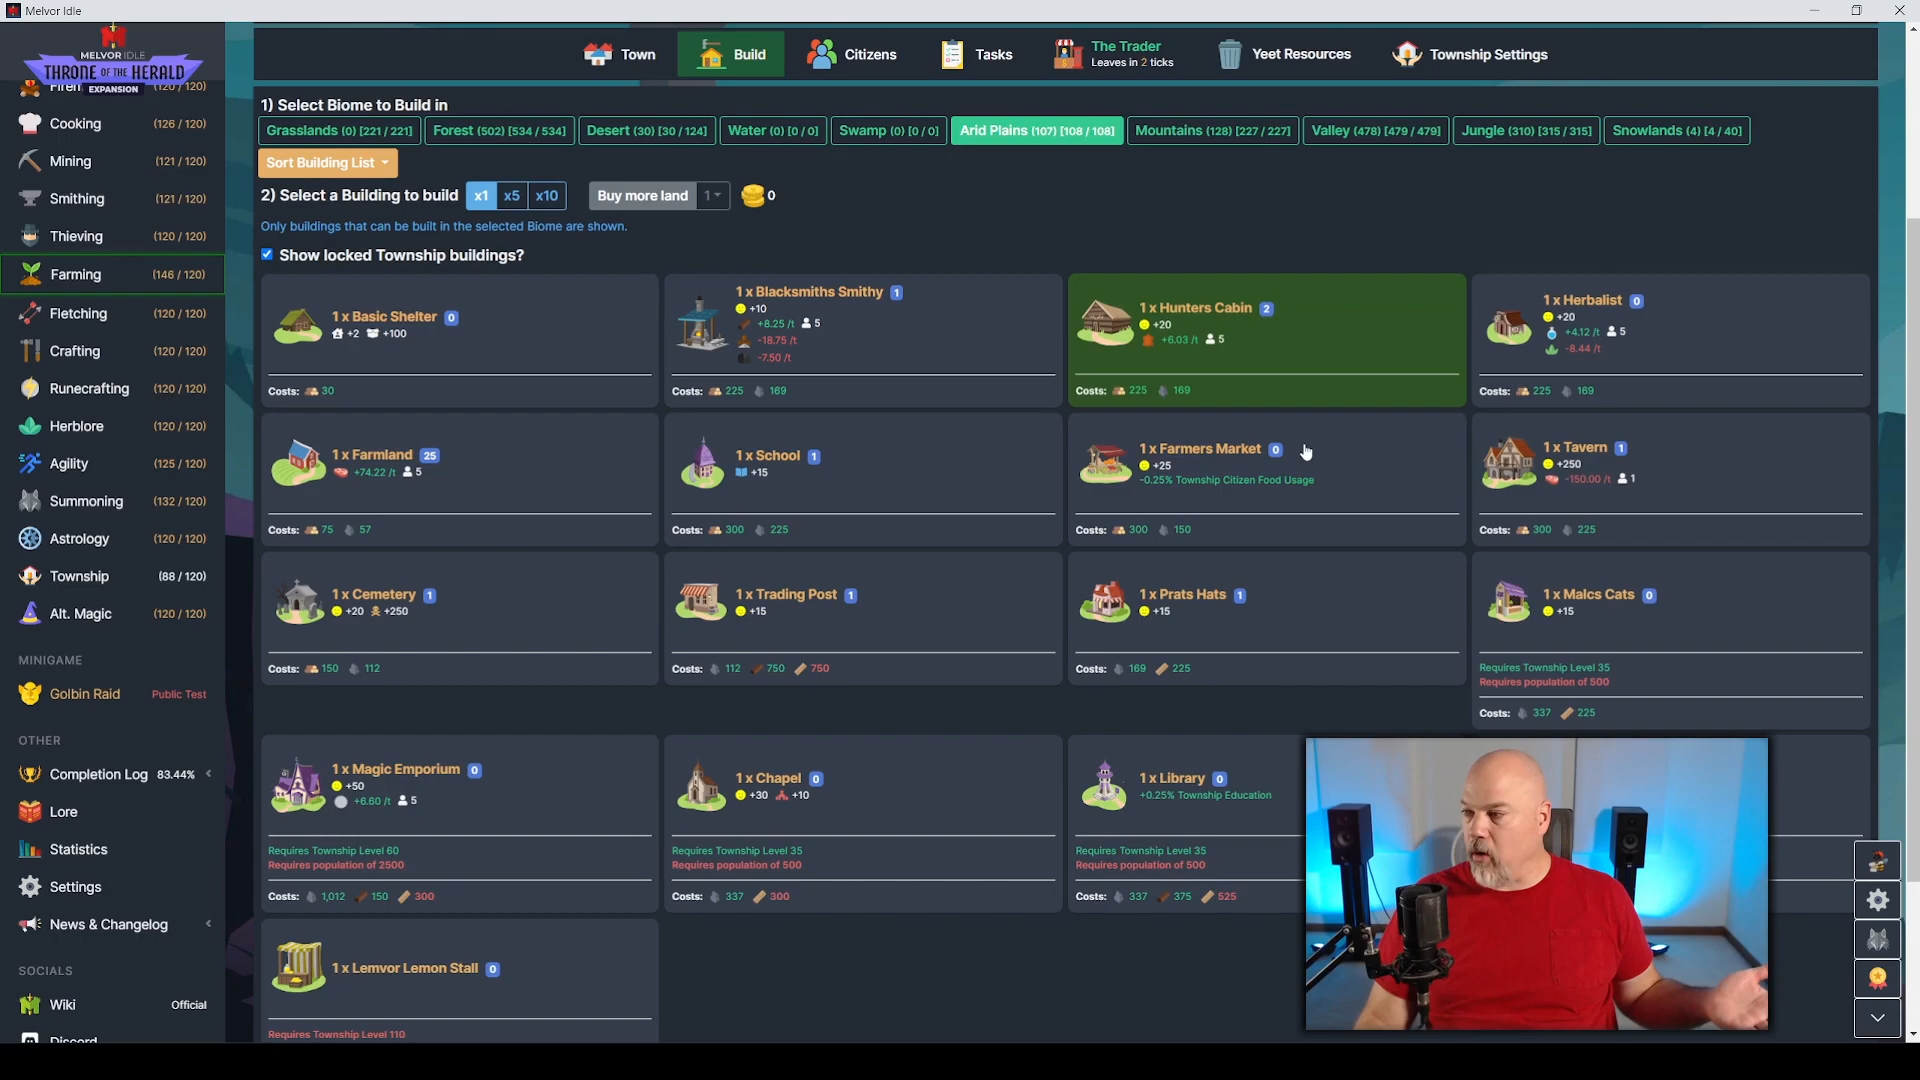 Melvor Idle
MELVOR IDLE
THRONE OF THE HERALD
EXPANSION
(120 / 120)
Cooking (126 / 120)
Mining (121 / 120)
Smithing (121 / 120)
Thieving (120 / 120)
Farming (146 / 120)
Fletching (120 / 120)
Crafting (120 / 120)
Runecrafting (120 / 120)
Herblore (120 / 120)
Agility (125 / 120)
Summoning (132 / 120)
Astrology (120 / 120)
Township (88 / 120)
Alt. Magic (120 / 120)
MINIGAME
Golbin Raid Public Test
OTHER
Completion Log 83.44%
Lore
Statistics
Settings
News & Changelog
SOCIALS
Wiki Official
Discord
Town Build Citizens Tasks The Trader Yeet Resources Township Settings
Leaves in 2 ticks
1) Select Biome to Build in
Grasslands (0) [221 / 221] Forest (502) [534 / 534] Desert (30) [30 / 124] Water (0) [0 / 0] Swamp (0) [0 / 0] Arid Plains (107) [108 / 108] Mountains (128) [227 / 227] Valley (478) [479 / 479] Jungle (310) [315 / 315] Snowlands (4) [4 / 40]
Sort Building List
2) Select a Building to build x1 x5 x10 Buy more land 1 0
Only buildings that can be built in the selected Biome are shown.
Show locked Township buildings?
1 x Basic Shelter 0
+2 +100
Costs: 30
1 x Blacksmiths Smithy 1
+10
+8.25 /t 5
-18.75 /t
-7.50 /t
Costs: 225 169
1 x Hunters Cabin 2
+20
+6.03 /t 5
Costs: 225 169
1 x Herbalist 0
+20
+4.12 /t 5
-8.44 /t
Costs: 225 169
1 x Farmland 25
+74.22 /t 5
Costs: 75 57
1 x School 1
+15
Costs: 300 225
1 x Farmers Market 0
+25
-0.25% Township Citizen Food Usage
Costs: 300 150
1 x Tavern 1
+250
-150.00 /t 1
Costs: 300 225
1 x Cemetery 1
+20 +250
Costs: 150 112
1 x Trading Post 1
+15
Costs: 112 750 750
1 x Prats Hats 1
+15
Costs: 169 225
1 x Malcs Cats 0
+15
Requires Township Level 35
Requires population of 500
Costs: 337 225
1 x Magic Emporium 0
+50
+6.60 /t 5
Requires Township Level 60
Requires population of 2500
Costs: 1,012 150 300
1 x Chapel 0
+30 +10
Requires Township Level 35
Requires population of 500
Costs: 337 300
1 x Library 0
+0.25% Township Education
Requires Township Level 35
Requires population of 500
Costs: 337 375 525
1 x Lemvor Lemon Stall 0
Requires Township Level 110